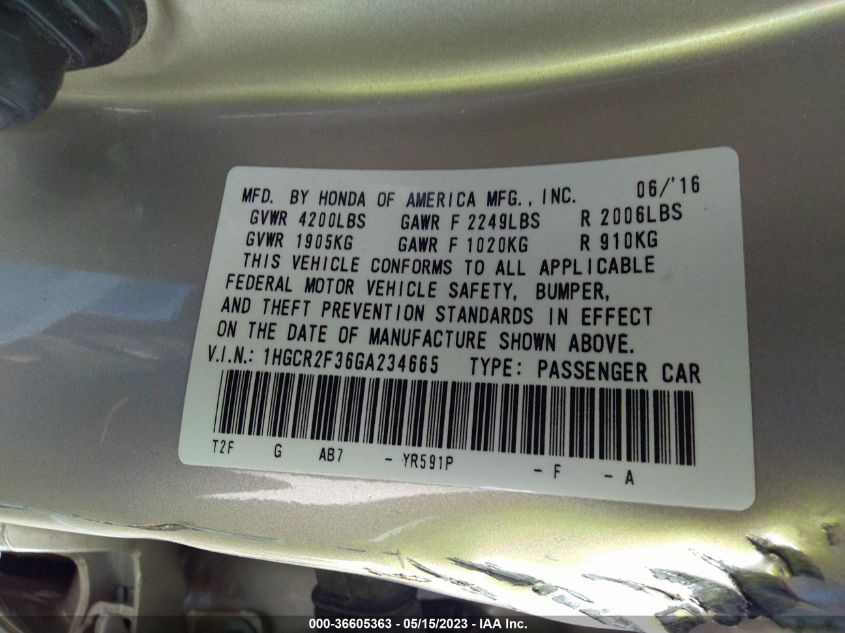 MFD. BY HONDA OF AMERICA MFG., INC. 06/'16
GVWR 4200LBS GAWR F 2249LBS R 2006LBS
GVWR 1905KG GAWR F 1020KG R 910KG
THIS VEHICLE CONFORMS TO ALL APPLICABLE
FEDERAL MOTOR VEHICLE SAFETY, BUMPER,
AND THEFT PREVENTION STANDARDS IN EFFECT
ON THE DATE OF MANUFACTURE SHOWN ABOVE.
V.I.N.: 1HGCR2F36GA234665 TYPE: PASSENGER CAR
T2F G AB7 - YR591P - F - A
000-36605363 - 05/15/2023 - IAA Inc.